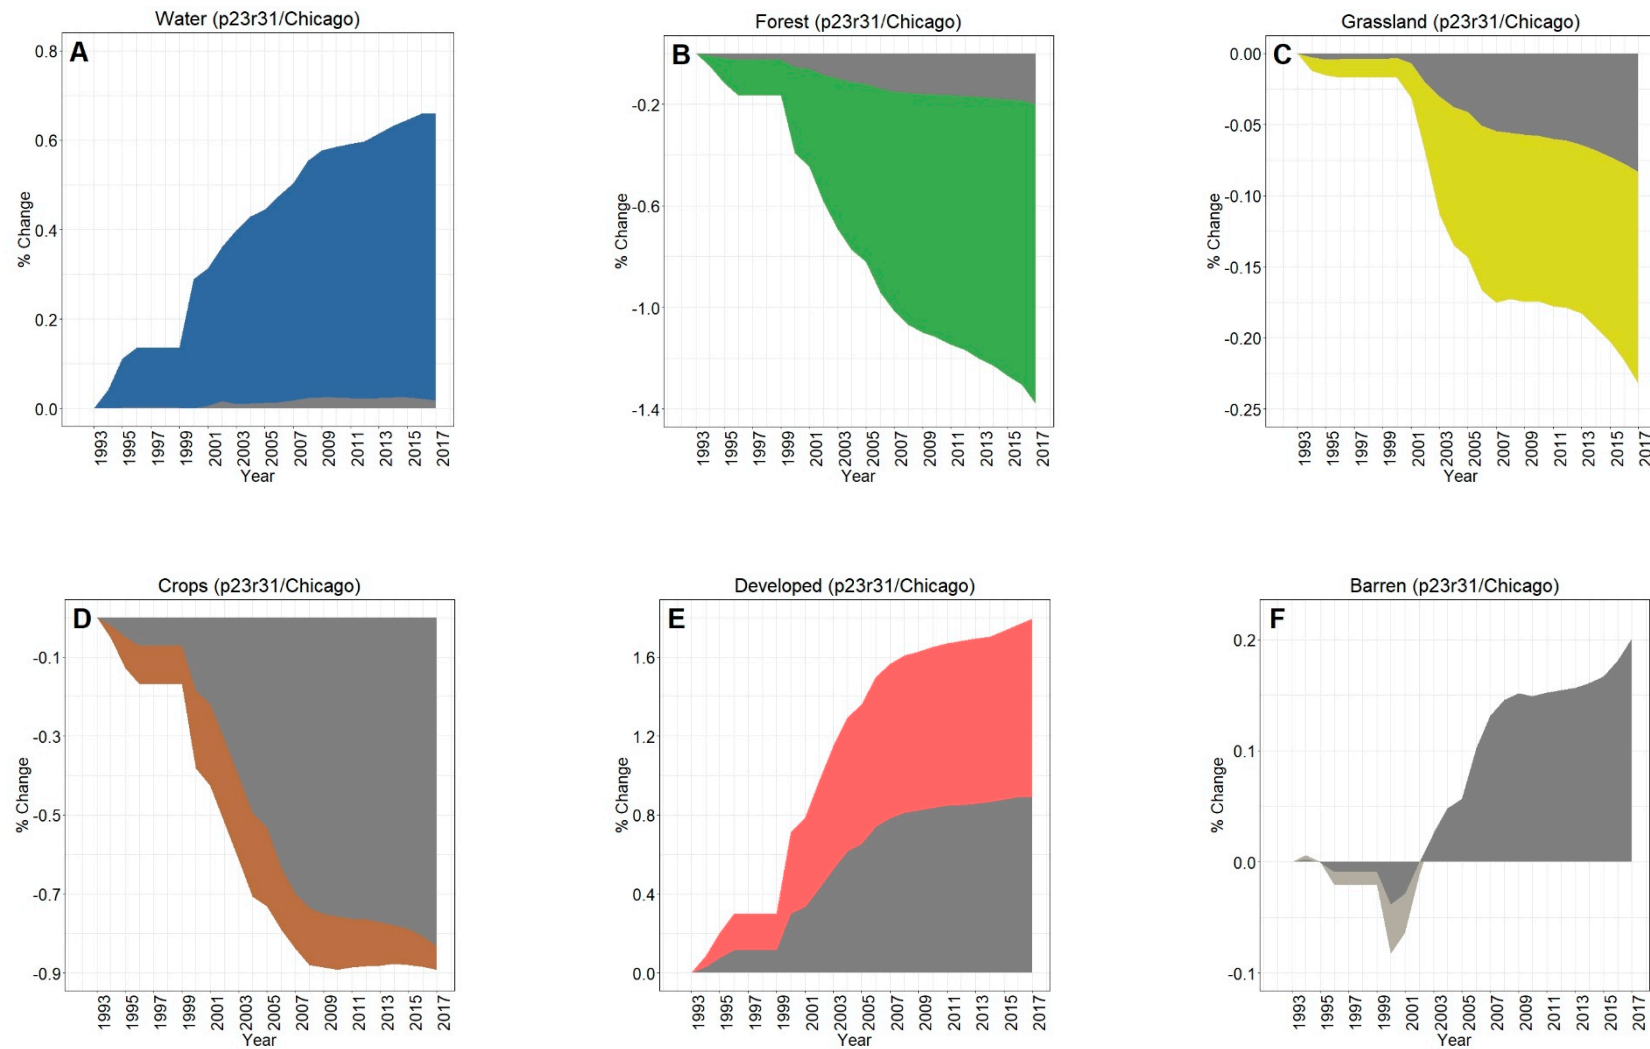 Water (p23r31/Chicago)
A
0.8
0.6
0.4
0.2
0.0
% Change
1993 1995 1997 1999 2001 2003 2005 2007 2009 2011 2013 2015 2017
Year
Forest (p23r31/Chicago)
B
-0.2
-0.6
-1.0
-1.4
% Change
1993 1995 1997 1999 2001 2003 2005 2007 2009 2011 2013 2015 2017
Year
Grassland (p23r31/Chicago)
C
0.00
-0.05
-0.10
-0.15
-0.20
-0.25
% Change
1993 1995 1997 1999 2001 2003 2005 2007 2009 2011 2013 2015 2017
Year
Crops (p23r31/Chicago)
D
-0.1
-0.3
-0.5
-0.7
-0.9
% Change
1993 1995 1997 1999 2001 2003 2005 2007 2009 2011 2013 2015 2017
Year
Developed (p23r31/Chicago)
E
1.6
1.2
0.8
0.4
0.0
% Change
1993 1995 1997 1999 2001 2003 2005 2007 2009 2011 2013 2015 2017
Year
Barren (p23r31/Chicago)
F
0.2
0.1
0.0
-0.1
% Change
1993 1995 1997 1999 2001 2003 2005 2007 2009 2011 2013 2015 2017
Year